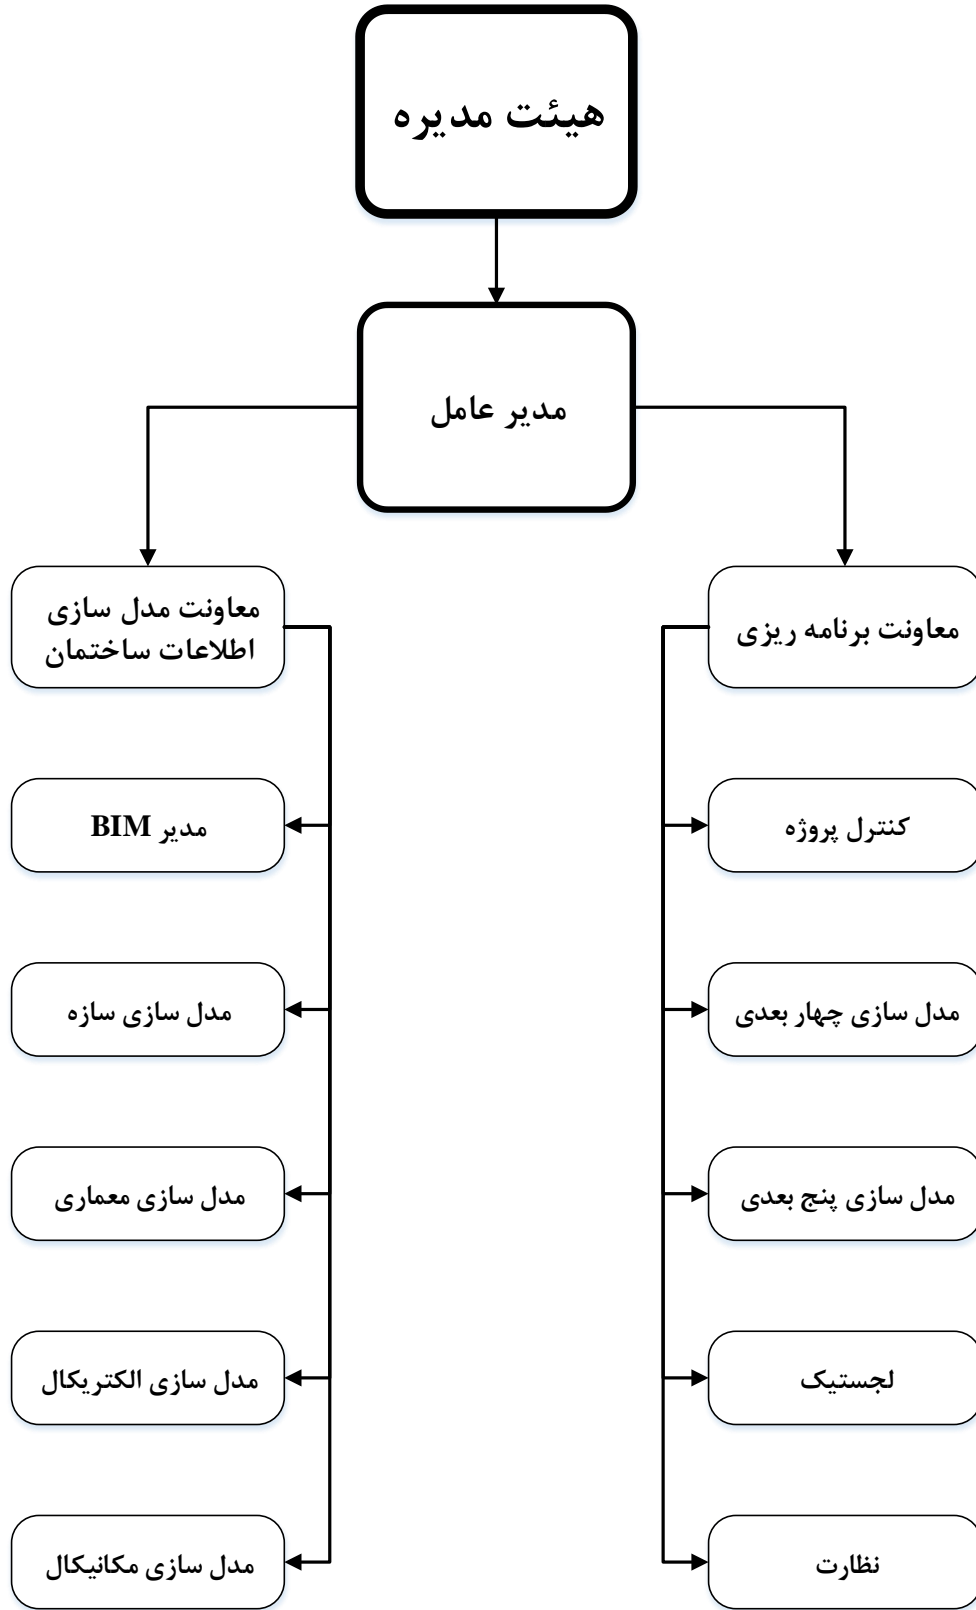 هیئت مدیره
مدیر عامل
معاونت برنامه ریزی
کنترل پروژه
مدل سازی چهار بعدی
مدل سازی پنج بعدی
لجستیک
نظارت
معاونت مدل سازی
اطلاعات ساختمان
مدیر BIM
مدل سازی سازه
مدل سازی معماری
مدل سازی الکتریکال
مدل سازی مکانیکال